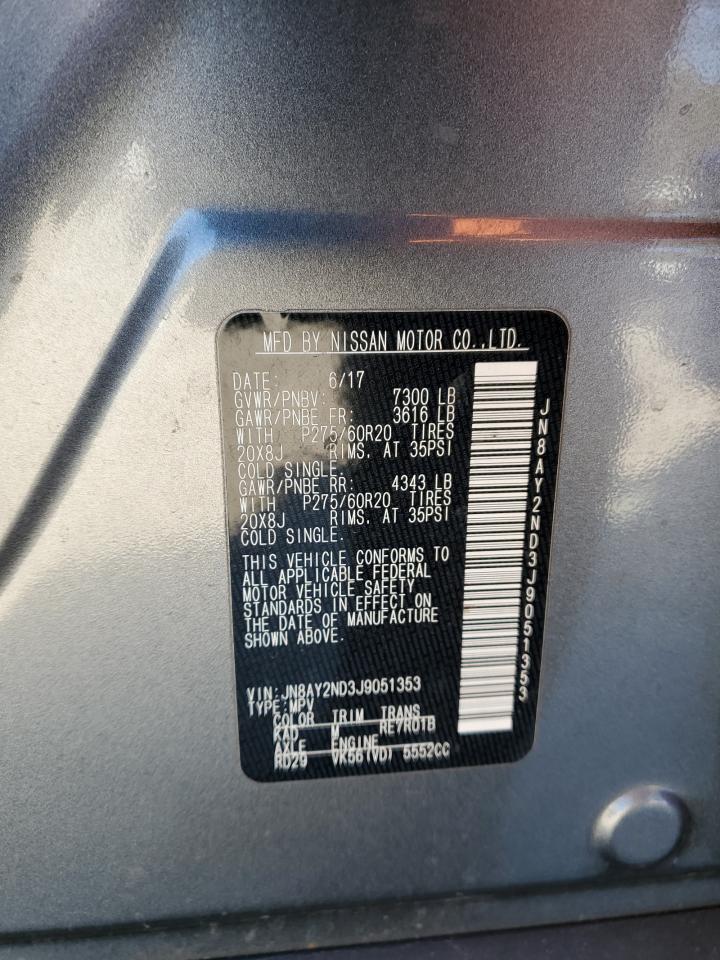 MFD BY NISSAN MOTOR CO.,LTD.
DATE: 6/17
GVWR/PNBV: 7300 LB
GAWR/PNBE FR: 3616 LB
WITH P275/60R20 TIRES
20X8J RIMS, AT 35PSI
COLD SINGLE.
GAWR/PNBE RR: 4343 LB
WITH P275/60R20 TIRES
20X8J RIMS, AT 35PSI
COLD SINGLE.
THIS VEHICLE CONFORMS TO
ALL APPLICABLE FEDERAL
MOTOR VEHICLE SAFETY
STANDARDS IN EFFECT ON
THE DATE OF MANUFACTURE
SHOWN ABOVE.
VIN:JN8AY2ND3J9051353
TYPE:MPV
COLOR TRIM TRANS
KAD M RE7R01B
AXLE ENGINE
RD29 VK56(VD) 5552CC
JN8AY2ND3J9051353